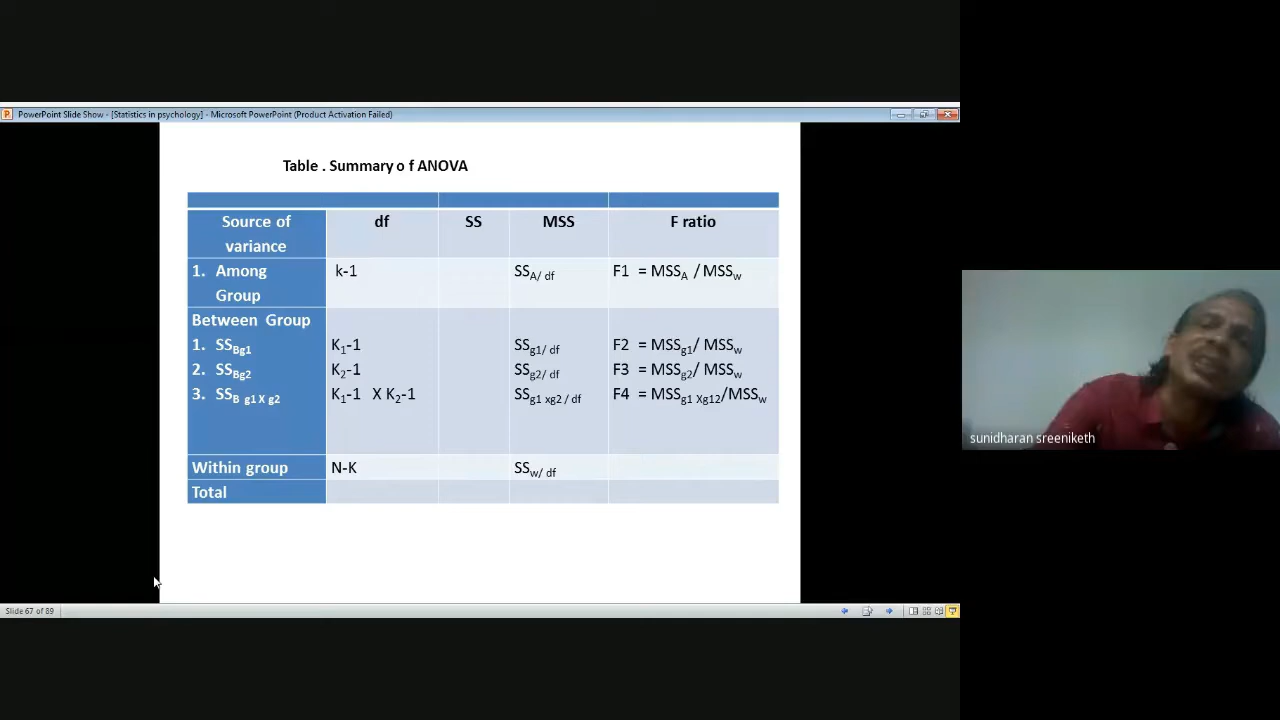 PowerPoint Slide Show - [Statistics in psychology] - Microsoft PowerPoint (Product Activation Failed)
Table . Summary o f ANOVA
Source of variance df SS MSS F ratio
1. Among Group k-1 SSA/ df F1 = MSSA / MSSw
Between Group
1. SSBg1 K1-1 SSg1/ df F2 = MSSg1/ MSSw
2. SSBg2 K2-1 SSg2/ df F3 = MSSg2/ MSSw
3. SSB g1 X g2 K1-1 X K2-1 SSg1 xg2 / df F4 = MSSg1 Xg12/MSSw
Within group N-K SSw/ df
Total
sunidharan sreeniketh
Slide 67 of 89